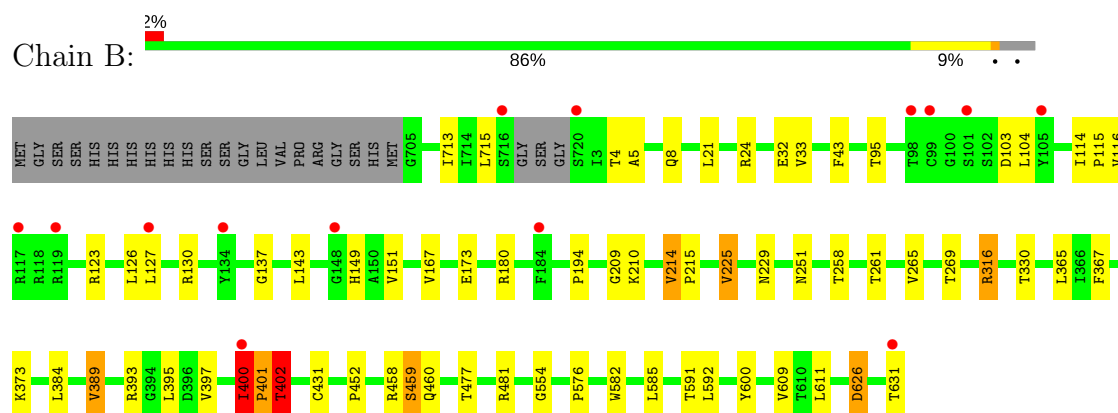 2%
Chain B:
86% 9% • •
MET GLY SER SER HIS HIS HIS HIS HIS HIS SER SER GLY LEU VAL PRO ARG GLY SER HIS MET G705 I713 I714 L715 S716 GLY SER GLY S720 I3 T4 A5 Q8 L21 R24 E32 V33 F43 T95 T98 C99 G100 S101 S102 D103 L104 Y105 I114 P115 V116
R117 R118 R119 R123 L126 L127 R130 Y134 G137 L143 G148 H149 A150 V151 V167 E173 R180 F184 P194 G209 K210 V214 P215 V225 N229 N251 T258 T261 V265 T269 R316 T330 L365 I366 F367
K373 L384 V389 R393 G394 L395 D396 V397 I400 P401 T402 C431 P452 R458 S459 Q460 T477 R481 G554 P576 W582 L585 T591 L592 Y600 V609 T610 L611 D626 T631